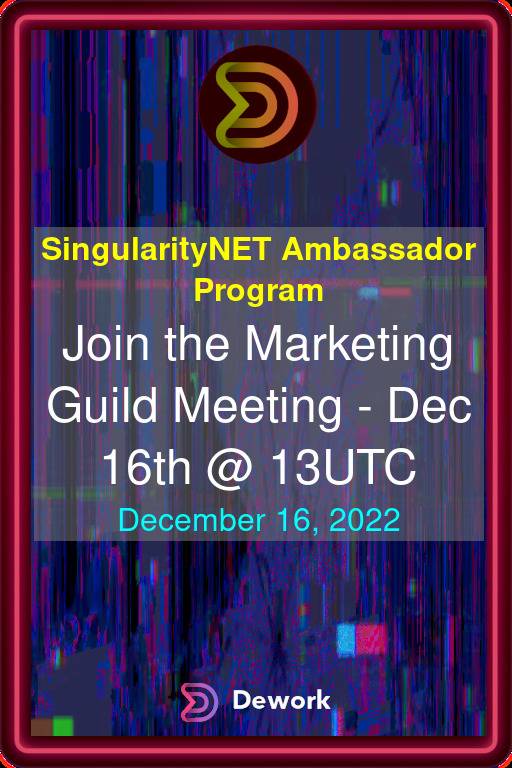 SingularityNET Ambassador
Program
Join the Marketing
Guild Meeting - Dec
16th @ 13UTC
December 16, 2022
Dework